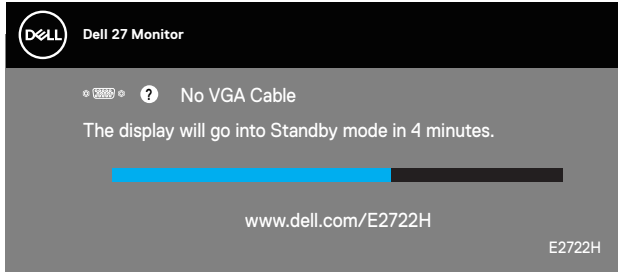 DELL
Dell 27 Monitor
? No VGA Cable
The display will go into Standby mode in 4 minutes.
www.dell.com/E2722H
E2722H